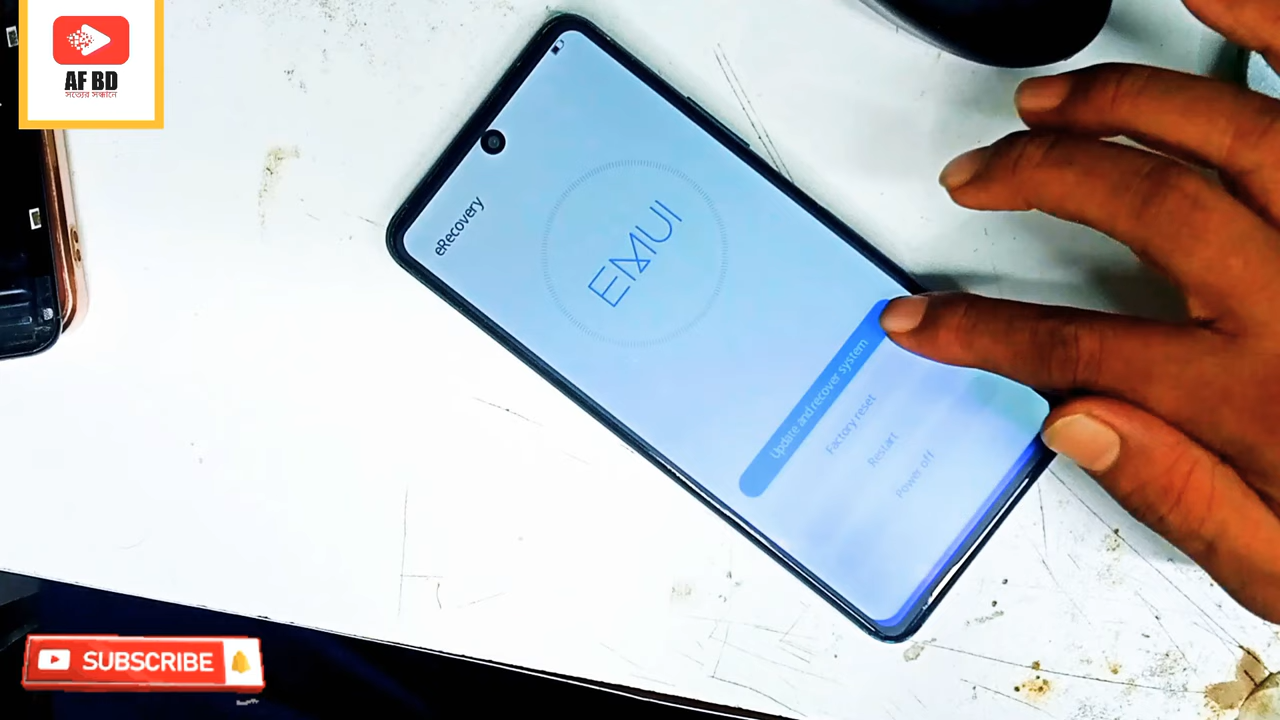 AF BD
সত্যের সন্ধানে
eRecovery
EMUI
Update and recover system
Factory reset
Restart
Power off
SUBSCRIBE